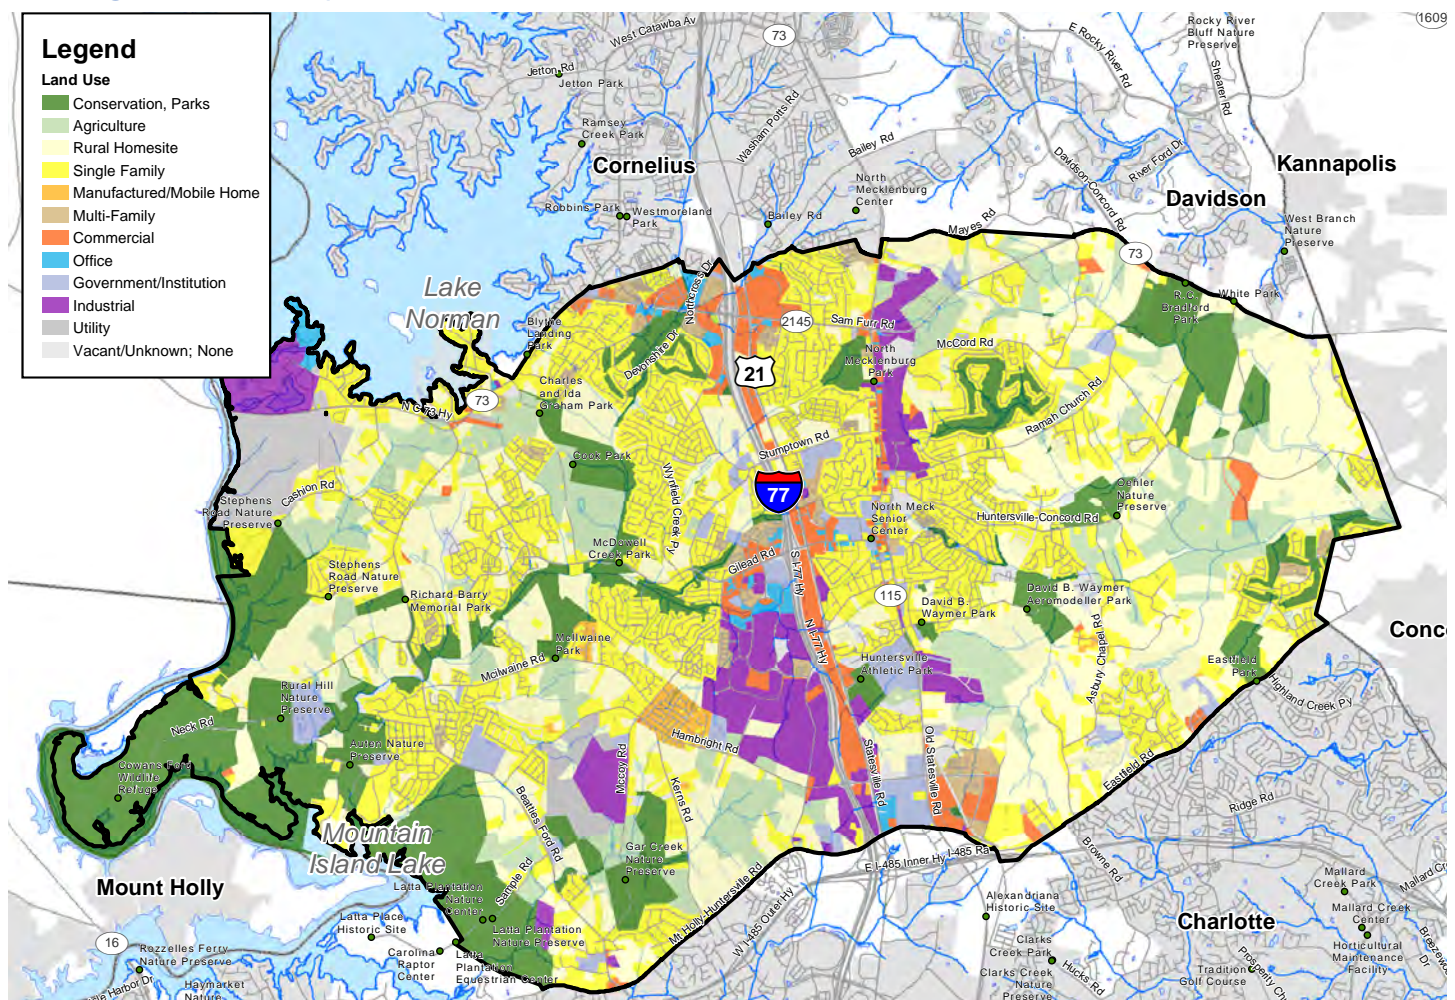 Legend
Land Use
Conservation, Parks
Agriculture
Rural Homesite
Single Family
Manufactured/Mobile Home
Multi-Family
Commercial
Office
Government/Institution
Industrial
Utility
Vacant/Unknown; None
West Catawba Av
73
Jetton Rd
Jetton Park
Ramsey
Creek Park
Cornelius
Washam Potts Rd
Bailey Rd
E Rocky River Rd
Rocky River
Bluff Nature
Preserve
Shearer Rd
1609
Kannapolis
River Ford Dr
Davidson-Concord Rd
Davidson
North
Mecklenburg
Center
Robbins Park
Westmoreland
Park
Bailey Rd
Mayes Rd
West Branch
Nature
Preserve
73
Lake
Norman
Northcross Dr
R.C.
Bradford
Park
White Park
Blythe
Landing
Park
Devonshire Dr
2145
Sam Furr Rd
North
Mecklenburg
Park
McCord Rd
21
Charles
and Ida
Graham Park
73
N C 73 Hy
Ramah Church Rd
Stumptown Rd
Cook Park
Wynfield Creek Py
77
Cashion Rd
Stephens
Road Nature
Preserve
North Meck
Senior
Center
Huntersville-Concord Rd
Oehler
Nature
Preserve
McDowell
Creek Park
Gilead Rd
S I-77 Hy
Stephens
Road Nature
Preserve
Richard Barry
Memorial Park
115
David B.
Waymer Park
David B. Waymer
Aeromodeller Park
Asbury Chapel Rd
N I-77 Hy
McIlwaine
Park
Mcilwaine Rd
Huntersville
Athletic Park
Eastfield
Park
Conc
Highland Creek Py
Rural Hill
Nature
Preserve
Neck Rd
Auten Nature
Preserve
Hambright Rd
Mccoy Rd
Statesville Rd
Old Statesville Rd
Eastfield Rd
Cowans Ford
Wildlife
Refuge
Beatties Ford Rd
Kerns Rd
Ridge Rd
Mountain
Island Lake
Gar Creek
Nature
Preserve
E I-485 Inner Hy
I-485 Ra
Browne Rd
Mount Holly
Sample Rd
Latta Plantation
Nature
Center
Mt Holly-Huntersville Rd
W I-485 Outer Hy
Mallard
Creek Park
Mallard Cr
Alexandriana
Historic Site
Charlotte
Mallard Creek
Center
Latta Place
Historic Site
Latta Plantation
Nature Preserve
16
Rozzelles Ferry
Nature Preserve
Carolina
Raptor
Center
Latta
Plantation
Equestrian Center
Clarks
Creek Park
Horticultural
Maintenance
Facility
Breezew
Dr
Haymarket
Nature
Harbor Dr
Clarks Creek
Nature
Preserve
Hucks Rd
Tradition
Golf Course
Prosperity Ch